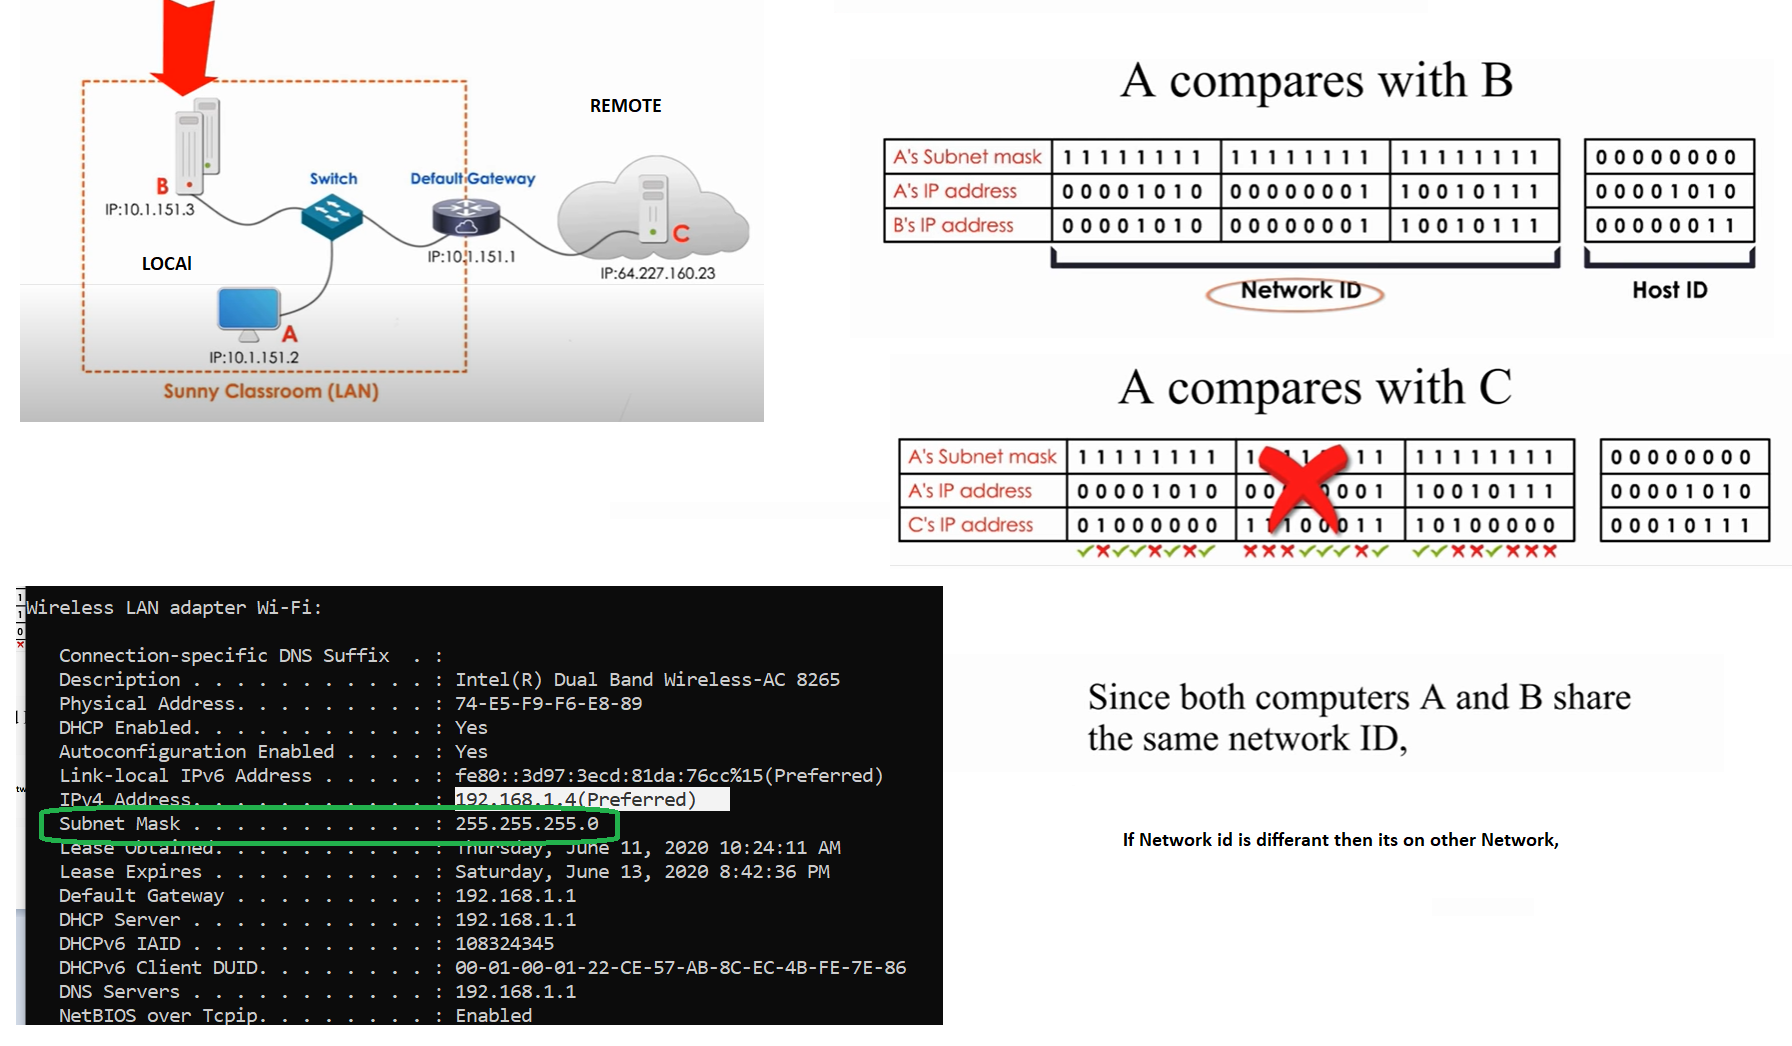 REMOTE
B
IP:10.1.151.3
Switch
Default Gateway
IP:10.1.151.1
C
IP:64.227.160.23
LOCAl
A
IP:10.1.151.2
Sunny Classroom (LAN)
A compares with B
A's Subnet mask 1 1 1 1 1 1 1 1 1 1 1 1 1 1 1 1 1 1 1 1 1 1 1 1 0 0 0 0 0 0 0 0
A's IP address 0 0 0 0 1 0 1 0 0 0 0 0 0 0 0 1 1 0 0 1 0 1 1 1 0 0 0 0 1 0 1 0
B's IP address 0 0 0 0 1 0 1 0 0 0 0 0 0 0 0 1 1 0 0 1 0 1 1 1 0 0 0 0 0 0 1 1
Network ID Host ID
A compares with C
A's Subnet mask 1 1 1 1 1 1 1 1 1 1 1 1 1 1 1 1 1 1 1 1 0 0 0 0 0 0 0 0
A's IP address 0 0 0 0 1 0 1 0 0 0 0 0 0 1 1 0 0 1 0 1 1 1 0 0 0 0 1 0 1 0
C's IP address 0 1 0 0 0 0 0 0 1 1 1 0 0 0 1 1 1 0 1 0 0 0 0 0 0 0 0 1 0 1 1 1
Wireless LAN adapter Wi-Fi:
Connection-specific DNS Suffix . :
Description . . . . . . . . . . . : Intel(R) Dual Band Wireless-AC 8265
Physical Address. . . . . . . . . : 74-E5-F9-F6-E8-89
DHCP Enabled. . . . . . . . . . . : Yes
Autoconfiguration Enabled . . . . : Yes
Link-local IPv6 Address . . . . . : fe80::3d97:3ecd:81da:76cc%15(Preferred)
IPv4 Address. . . . . . . . . . . : 192.168.1.4(Preferred)
Subnet Mask . . . . . . . . . . . : 255.255.255.0
Lease Obtained. . . . . . . . . . : Thursday, June 11, 2020 10:24:11 AM
Lease Expires . . . . . . . . . . : Saturday, June 13, 2020 8:42:36 PM
Default Gateway . . . . . . . . . : 192.168.1.1
DHCP Server . . . . . . . . . . . : 192.168.1.1
DHCPv6 IAID . . . . . . . . . . . : 108324345
DHCPv6 Client DUID. . . . . . . . : 00-01-00-01-22-CE-57-AB-8C-EC-4B-FE-7E-86
DNS Servers . . . . . . . . . . . : 192.168.1.1
NetBIOS over Tcpip. . . . . . . . : Enabled
Since both computers A and B share
the same network ID,
If Network id is differant then its on other Network,